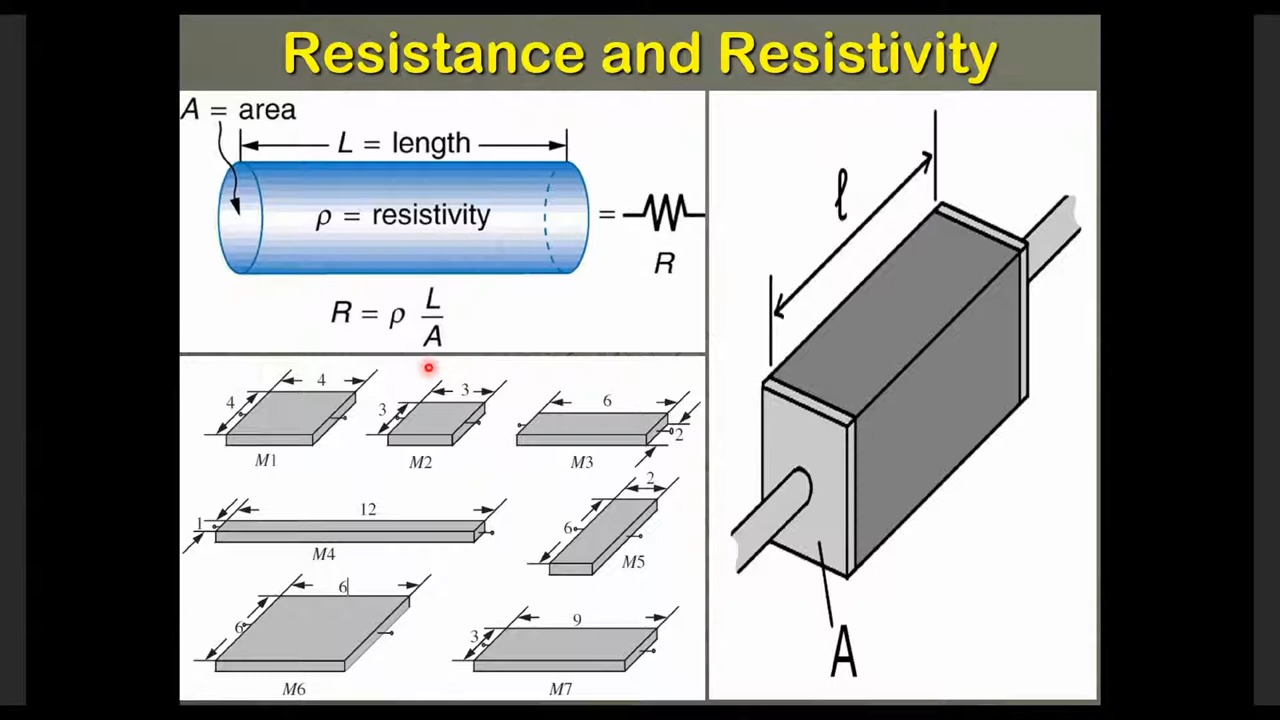 Resistance and Resistivity
A = area
L = length
ρ = resistivity
=
R
R = ρ L/A
4
4
M1
3
3
M2
6
2
M3
12
1
M4
2
6
M5
6
6
M6
9
3
M7
ℓ
A